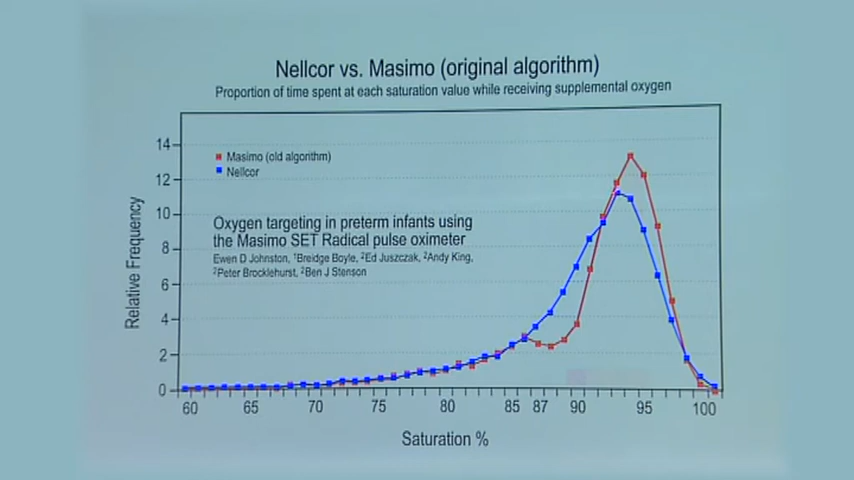 Nellcor vs. Masimo (original algorithm)
Proportion of time spent at each saturation value while receiving supplemental oxygen
14
12
10
8
6
4
2
0
Relative Frequency
Masimo (old algorithm)
Nellcor
Oxygen targeting in preterm infants using
the Masimo SET Radical pulse oximeter
Ewen D Johnston, ¹Breidge Boyle, ²Ed Juszczak, ²Andy King,
²Peter Brocklehurst, ²Ben J Stenson
60 65 70 75 80 85 87 90 95 100
Saturation %